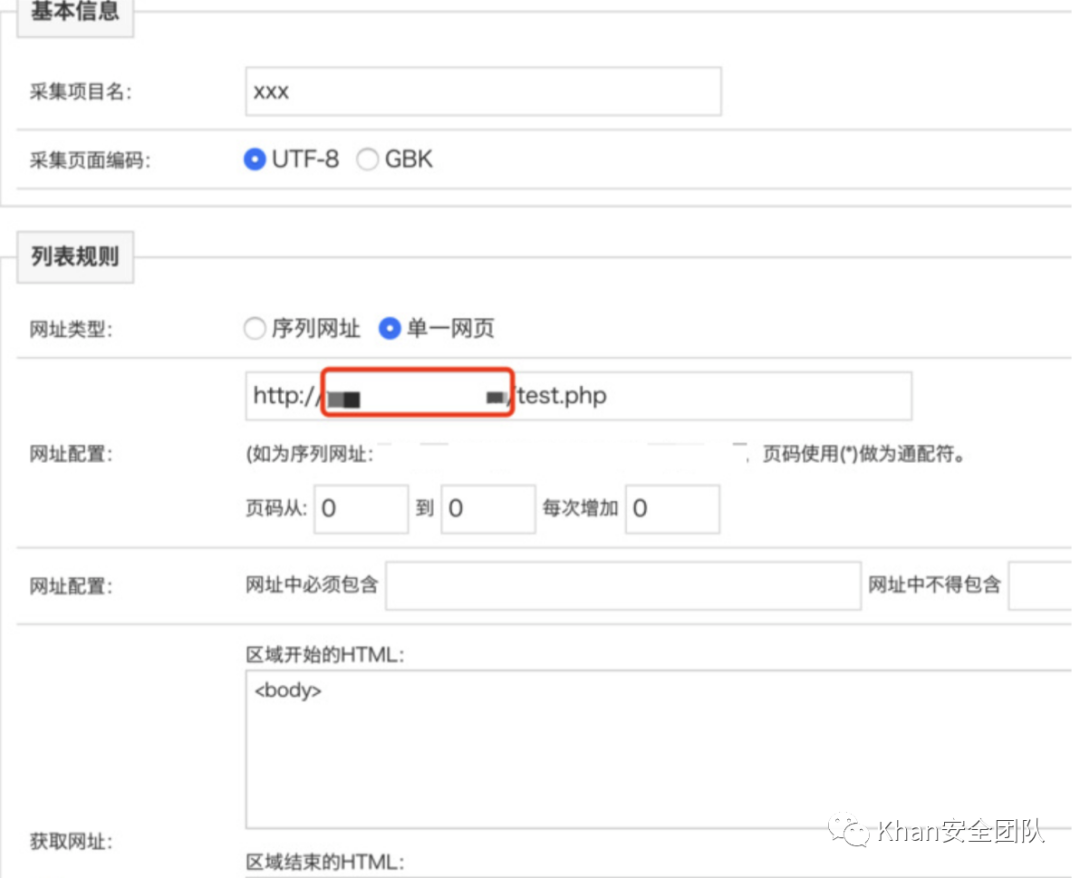 基本信息
采集项目名: xxx
采集页面编码: UTF-8 GBK
列表规则
网址类型: 序列网址 单一网页
http:// /test.php
网址配置: (如为序列网址: 页码使用(*)做为通配符。
页码从: 0 到 0 每次增加 0
网址配置: 网址中必须包含 网址中不得包含
区域开始的HTML:
<body>
获取网址:
区域结束的HTML:
Khan安全团队